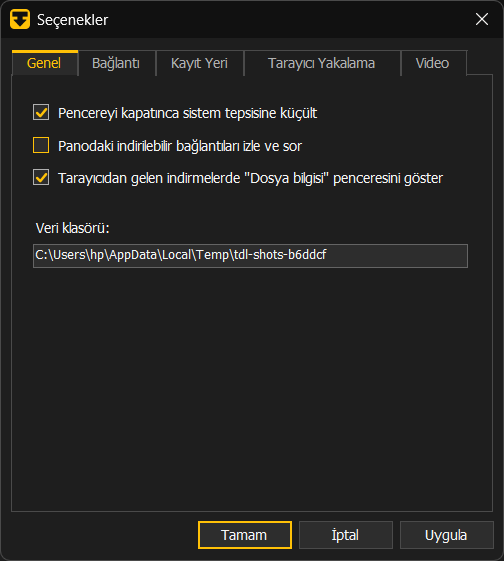 Seçenekler
Genel
Bağlantı
Kayıt Yeri
Tarayıcı Yakalama
Video
Pencereyi kapatınca sistem tepsisine küçült
Panodaki indirilebilir bağlantıları izle ve sor
Tarayıcıdan gelen indirmelerde "Dosya bilgisi" penceresini göster
Veri klasörü:
C:\Users\hp\AppData\Local\Temp\tdl-shots-b6ddcf
Tamam
İptal
Uygula